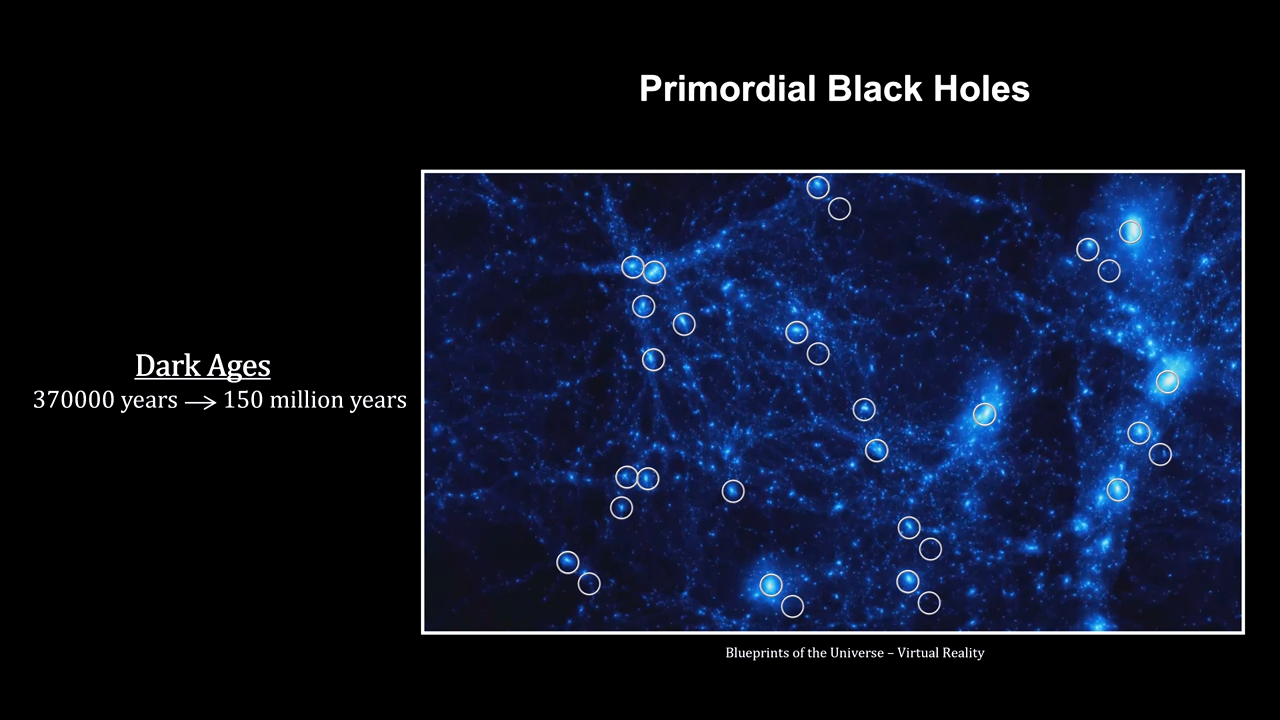 Primordial Black Holes
Dark Ages
370000 years → 150 million years
Blueprints of the Universe – Virtual Reality